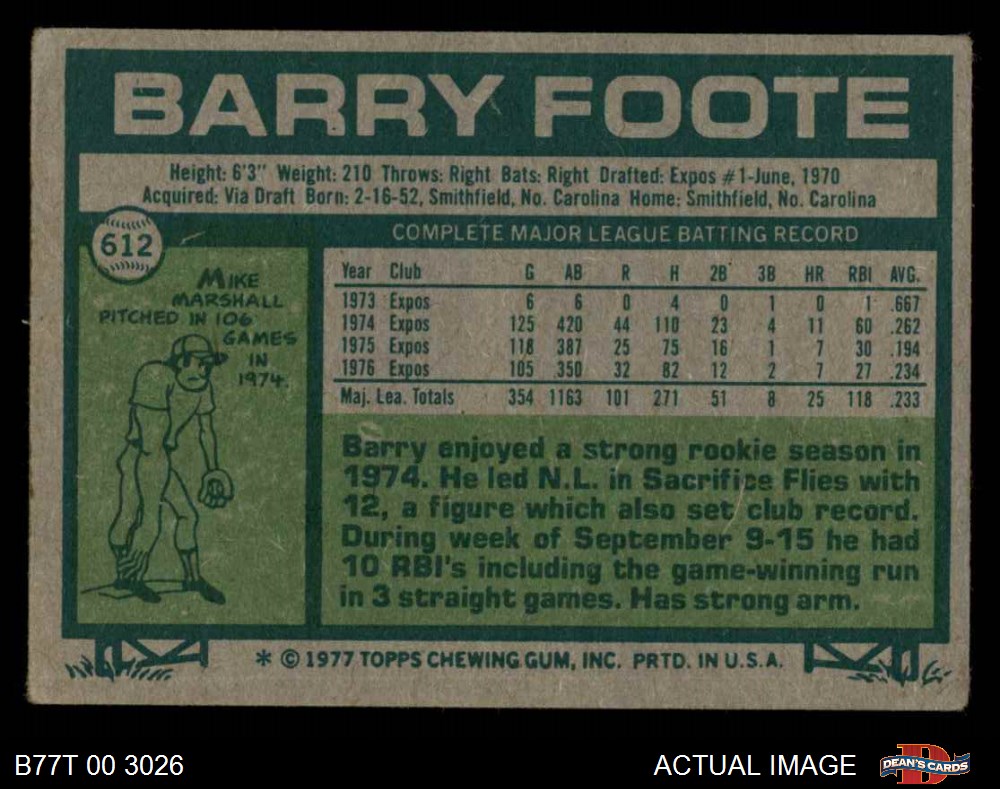 BARRY FOOTE
Height: 6'3" Weight: 210 Throws: Right Bats: Right Drafted: Expos #1-June, 1970
Acquired: Via Draft Born: 2-16-52, Smithfield, No. Carolina Home: Smithfield, No. Carolina
612
MIKE
MARSHALL
PITCHED IN 106
GAMES
IN
1974.
COMPLETE MAJOR LEAGUE BATTING RECORD
Year Club G AB R H 2B 3B HR RBI AVG.
1973 Expos 6 6 0 4 0 1 0 1 .667
1974 Expos 125 420 44 110 23 4 11 60 .262
1975 Expos 118 387 25 75 16 1 7 30 .194
1976 Expos 105 350 32 82 12 2 7 27 .234
Maj. Lea. Totals 354 1163 101 271 51 8 25 118 .233
Barry enjoyed a strong rookie season in
1974. He led N.L. in Sacrifice Flies with
12, a figure which also set club record.
During week of September 9-15 he had
10 RBI's including the game-winning run
in 3 straight games. Has strong arm.
* © 1977 TOPPS CHEWING GUM, INC. PRTD. IN U.S.A.
B77T 00 3026
ACTUAL IMAGE
DEAN'S CARDS